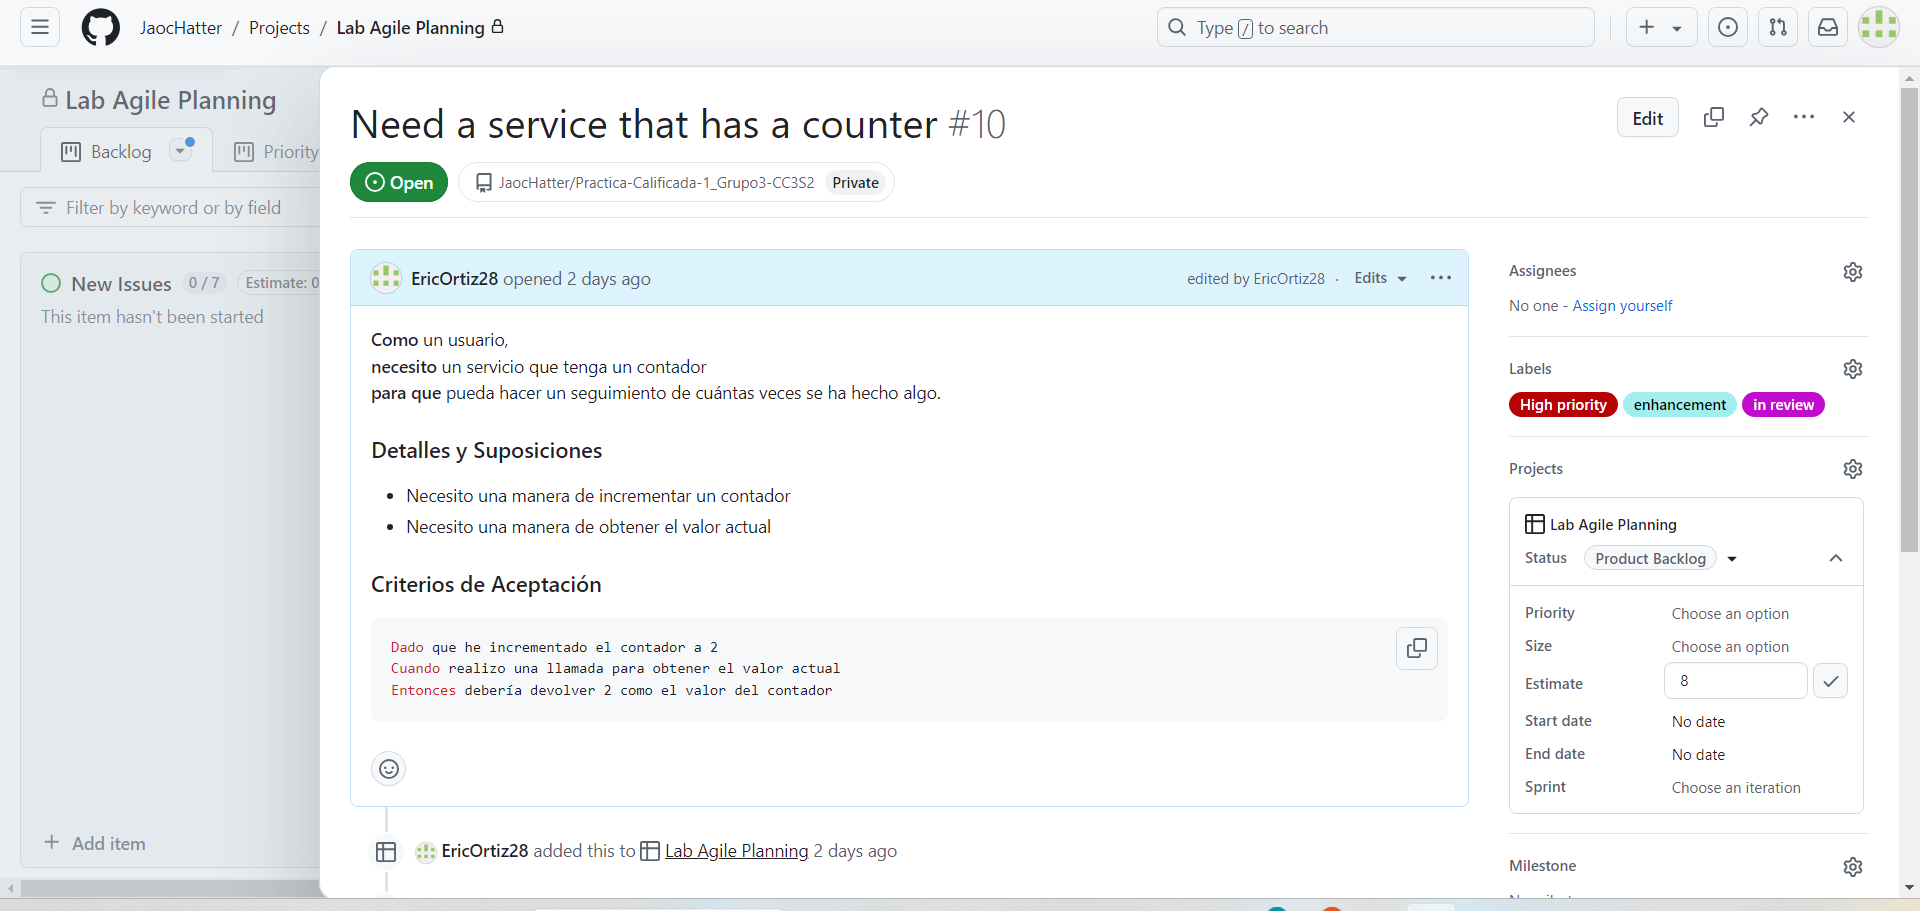 JaocHatter / Projects / Lab Agile Planning
Type / to search
Lab Agile Planning
Backlog
Priority
Filter by keyword or by field
New Issues 0 / 7 Estimate: 0
This item hasn't been started
Add item
Need a service that has a counter #10
Edit
Open
JaocHatter/Practica-Calificada-1_Grupo3-CC3S2 Private
EricOrtiz28 opened 2 days ago
edited by EricOrtiz28 · Edits
Como un usuario,
necesito un servicio que tenga un contador
para que pueda hacer un seguimiento de cuántas veces se ha hecho algo.
Detalles y Suposiciones
Necesito una manera de incrementar un contador
Necesito una manera de obtener el valor actual
Criterios de Aceptación
Dado que he incrementado el contador a 2
Cuando realizo una llamada para obtener el valor actual
Entonces debería devolver 2 como el valor del contador
EricOrtiz28 added this to Lab Agile Planning 2 days ago
Assignees
No one - Assign yourself
Labels
High priority enhancement in review
Projects
Lab Agile Planning
Status Product Backlog
Priority Choose an option
Size Choose an option
Estimate 8
Start date No date
End date No date
Sprint Choose an iteration
Milestone